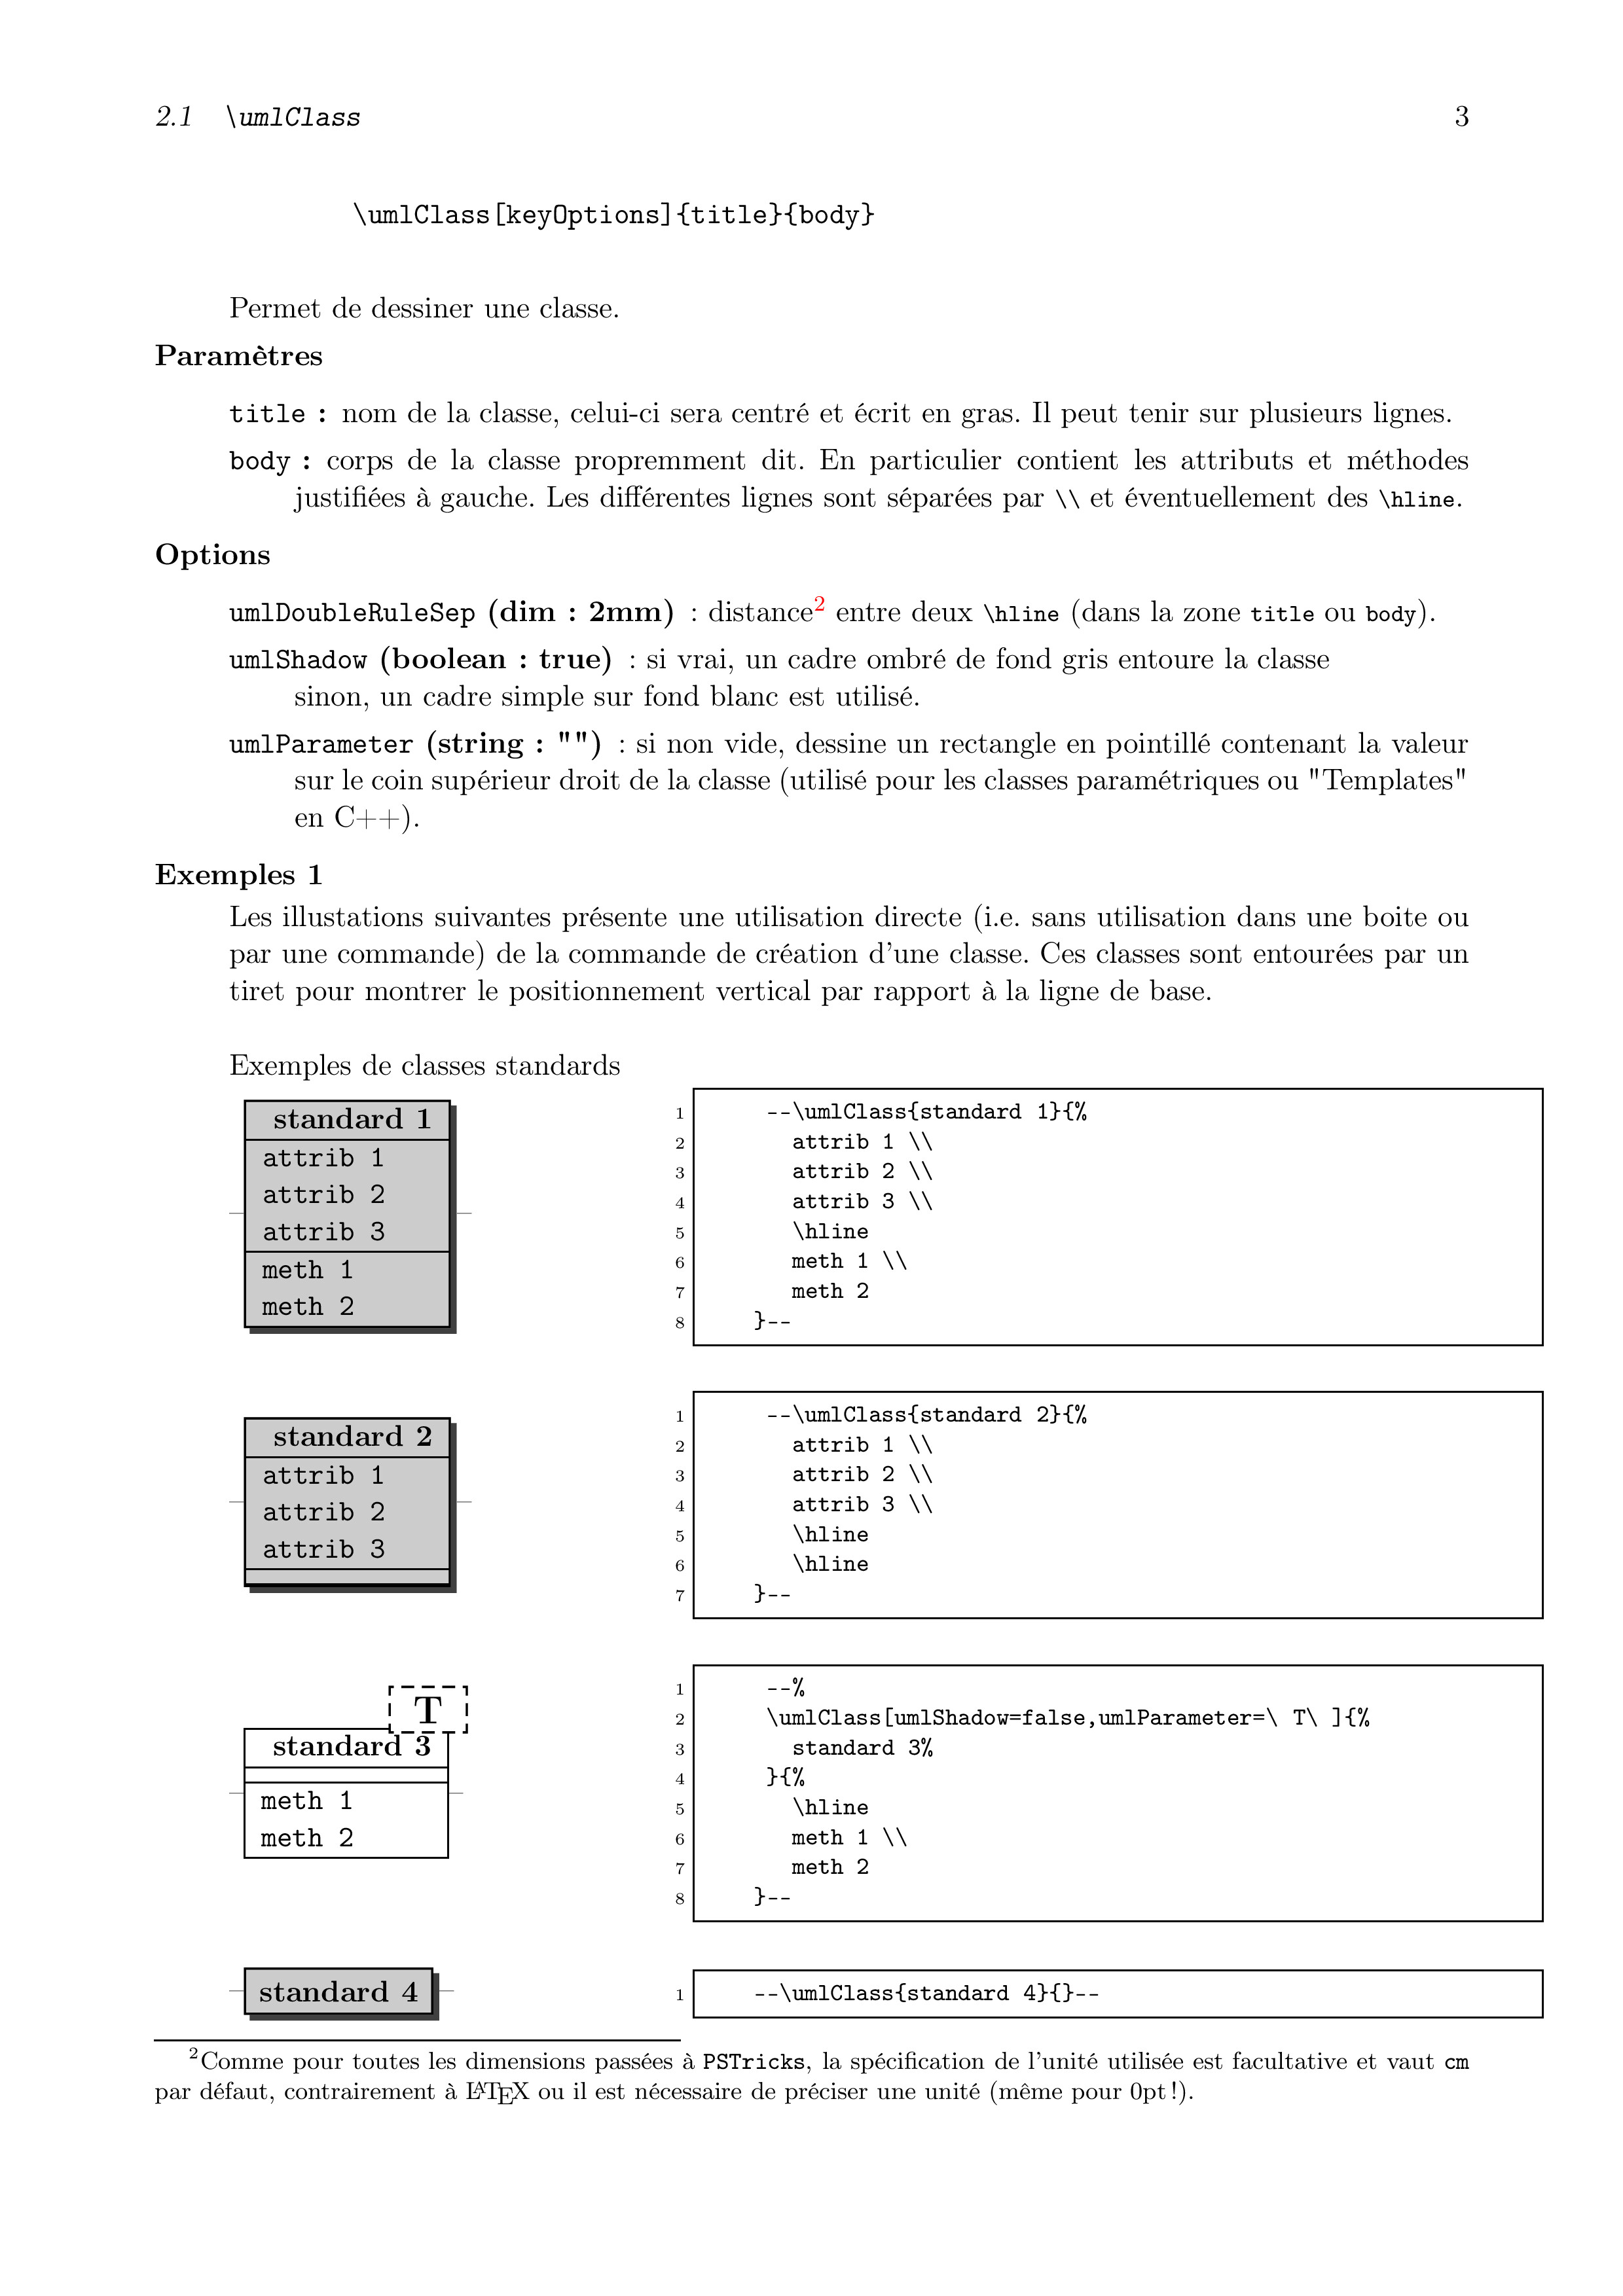 2.1 \umlClass 3
\umlClass[keyOptions]{title}{body}
Permet de dessiner une classe.
Paramètres
title : nom de la classe, celui-ci sera centré et écrit en gras. Il peut tenir sur plusieurs lignes.
body : corps de la classe propremment dit. En particulier contient les attributs et méthodes
justifiées à gauche. Les différentes lignes sont séparées par \\ et éventuellement des \hline.
Options
umlDoubleRuleSep (dim : 2mm) : distance2 entre deux \hline (dans la zone title ou body).
umlShadow (boolean : true) : si vrai, un cadre ombré de fond gris entoure la classe
sinon, un cadre simple sur fond blanc est utilisé.
umlParameter (string : "") : si non vide, dessine un rectangle en pointillé contenant la valeur
sur le coin supérieur droit de la classe (utilisé pour les classes paramétriques ou "Templates"
en C++).
Exemples 1
Les illustations suivantes présente une utilisation directe (i.e. sans utilisation dans une boite ou
par une commande) de la commande de création d'une classe. Ces classes sont entourées par un
tiret pour montrer le positionnement vertical par rapport à la ligne de base.
Exemples de classes standards
standard 1
attrib 1
attrib 2
attrib 3
meth 1
meth 2
1 --\umlClass{standard 1}{%
2 attrib 1 \\
3 attrib 2 \\
4 attrib 3 \\
5 \hline
6 meth 1 \\
7 meth 2
8 }--
standard 2
attrib 1
attrib 2
attrib 3
1 --\umlClass{standard 2}{%
2 attrib 1 \\
3 attrib 2 \\
4 attrib 3 \\
5 \hline
6 \hline
7 }--
T
standard 3
meth 1
meth 2
1 --%
2 \umlClass[umlShadow=false,umlParameter=\ T\ ]{%
3 standard 3%
4 }{%
5 \hline
6 meth 1 \\
7 meth 2
8 }--
standard 4
1 --\umlClass{standard 4}{}--
2Comme pour toutes les dimensions passées à PSTricks, la spécification de l'unité utilisée est facultative et vaut cm
par défaut, contrairement à LATEX ou il est nécessaire de préciser une unité (même pour 0pt !).